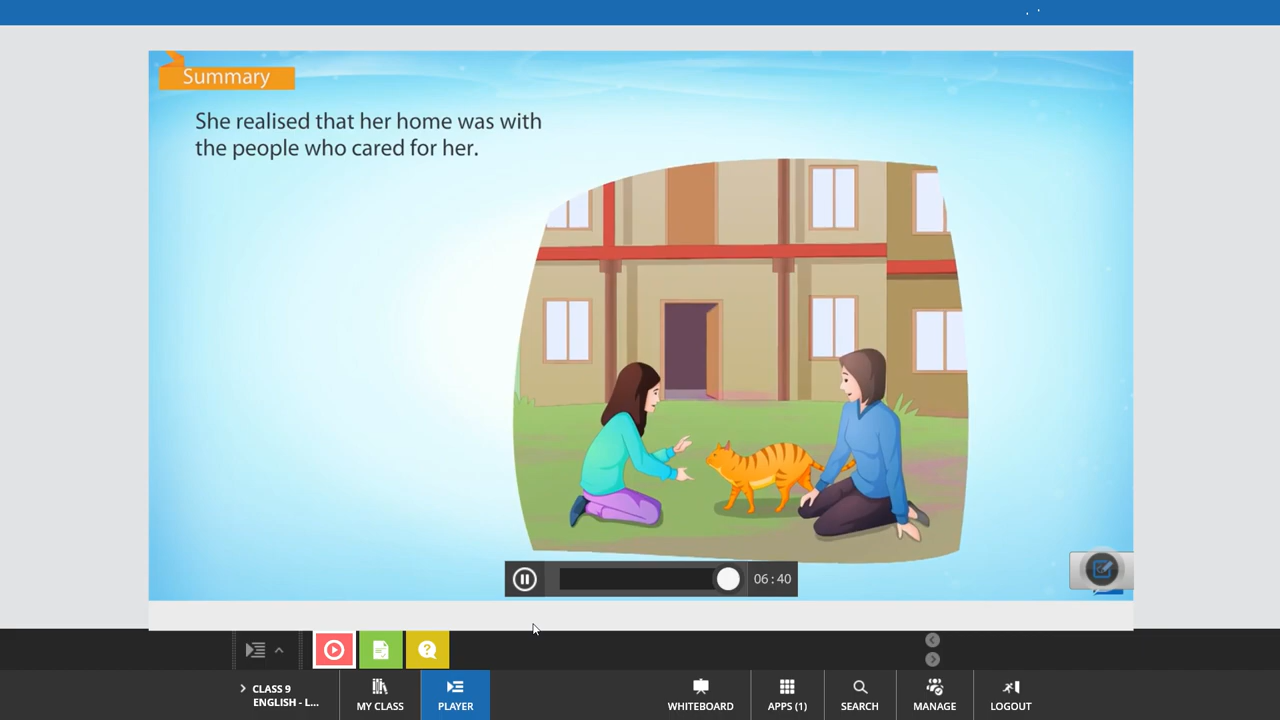 Summary
She realised that her home was with
the people who cared for her.
06:40
CLASS 9
ENGLISH - L...
MY CLASS
PLAYER
WHITEBOARD
APPS (1)
SEARCH
MANAGE
LOGOUT